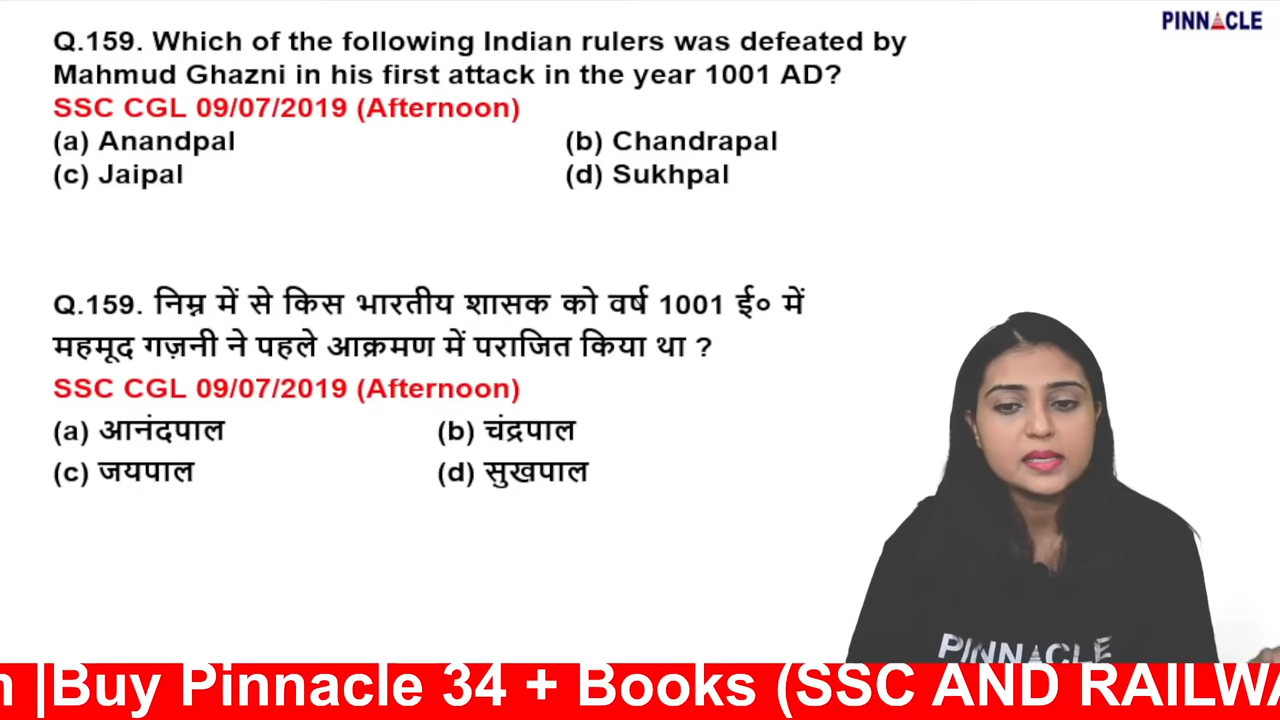 PINNACLE
Q.159. Which of the following Indian rulers was defeated by
Mahmud Ghazni in his first attack in the year 1001 AD?
SSC CGL 09/07/2019 (Afternoon)
(a) Anandpal (b) Chandrapal
(c) Jaipal (d) Sukhpal
Q.159. निम्न में से किस भारतीय शासक को वर्ष 1001 ई० में
महमूद गज़नी ने पहले आक्रमण में पराजित किया था ?
SSC CGL 09/07/2019 (Afternoon)
(a) आनंदपाल (b) चंद्रपाल
(c) जयपाल (d) सुखपाल
PINNACLE
|Buy Pinnacle 34 + Books (SSC AND RAILWA